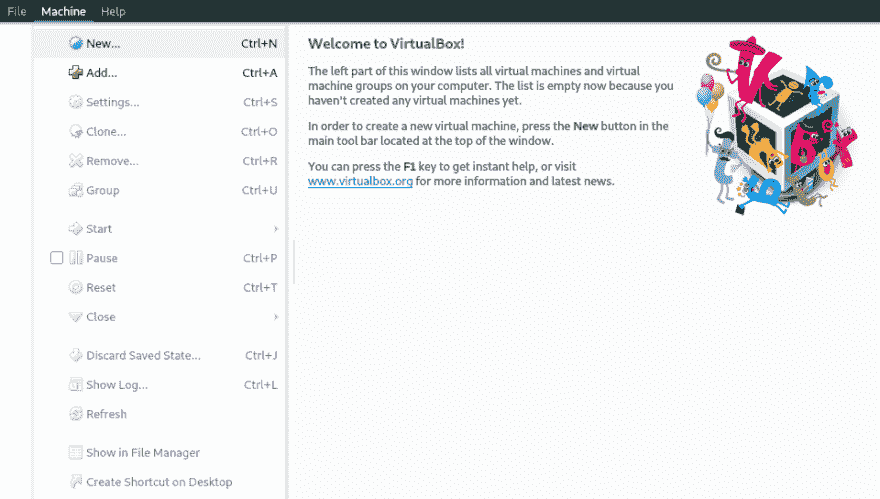 File Machine Help
New... Ctrl+N
Add... Ctrl+A
Settings... Ctrl+S
Clone... Ctrl+O
Remove... Ctrl+R
Group Ctrl+U
Start
Pause Ctrl+P
Reset Ctrl+T
Close
Discard Saved State... Ctrl+J
Show Log... Ctrl+L
Refresh
Show in File Manager
Create Shortcut on Desktop
Welcome to VirtualBox!
The left part of this window lists all virtual machines and virtual
machine groups on your computer. The list is empty now because you
haven't created any virtual machines yet.
In order to create a new virtual machine, press the New button in the
main tool bar located at the top of the window.
You can press the F1 key to get instant help, or visit
www.virtualbox.org for more information and latest news.